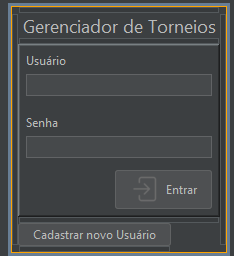 Gerenciador de Torneios
Usuário
Senha
Entrar
Cadastrar novo Usuário